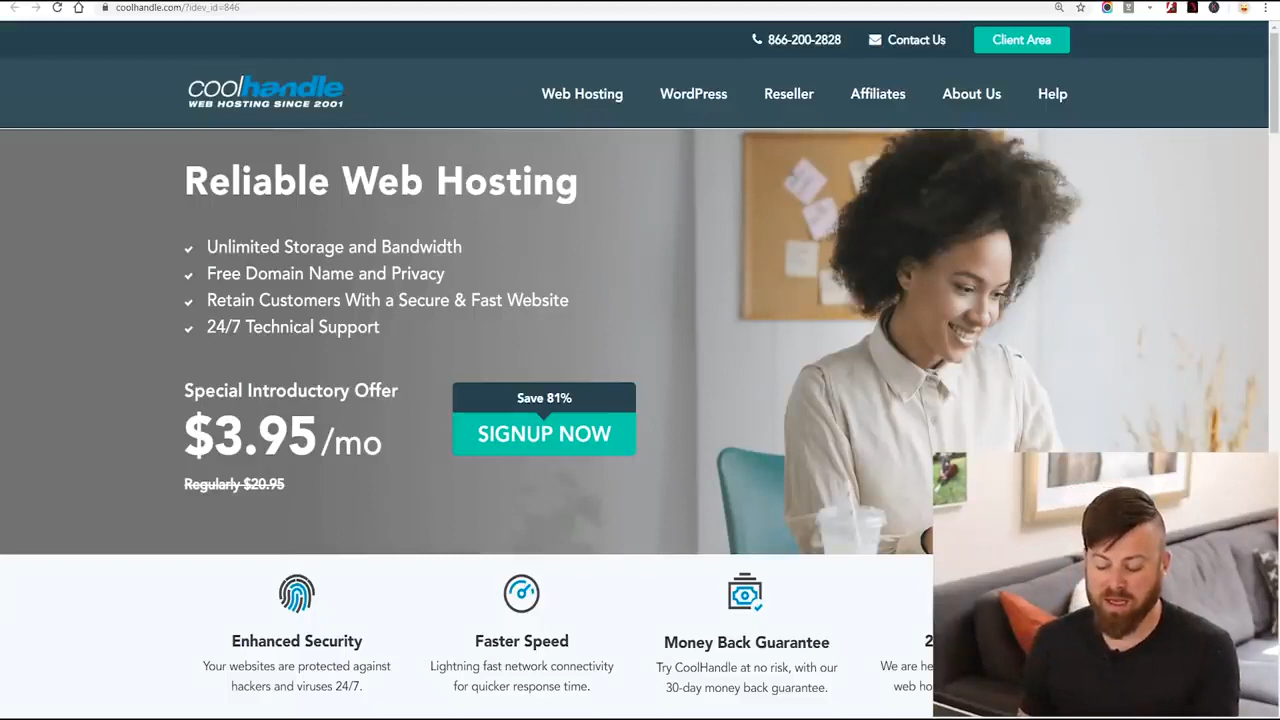 coolhandle.com/?idev_id=846
866-200-2828
Contact Us
Client Area
coolhandle
WEB HOSTING SINCE 2001
Web Hosting
WordPress
Reseller
Affiliates
About Us
Help
Reliable Web Hosting
Unlimited Storage and Bandwidth
Free Domain Name and Privacy
Retain Customers With a Secure & Fast Website
24/7 Technical Support
Special Introductory Offer
$3.95/mo
Regularly $20.95
Save 81%
SIGNUP NOW
Enhanced Security
Your websites are protected against
hackers and viruses 24/7.
Faster Speed
Lightning fast network connectivity
for quicker response time.
Money Back Guarantee
Try CoolHandle at no risk, with our
30-day money back guarantee.
We are
web